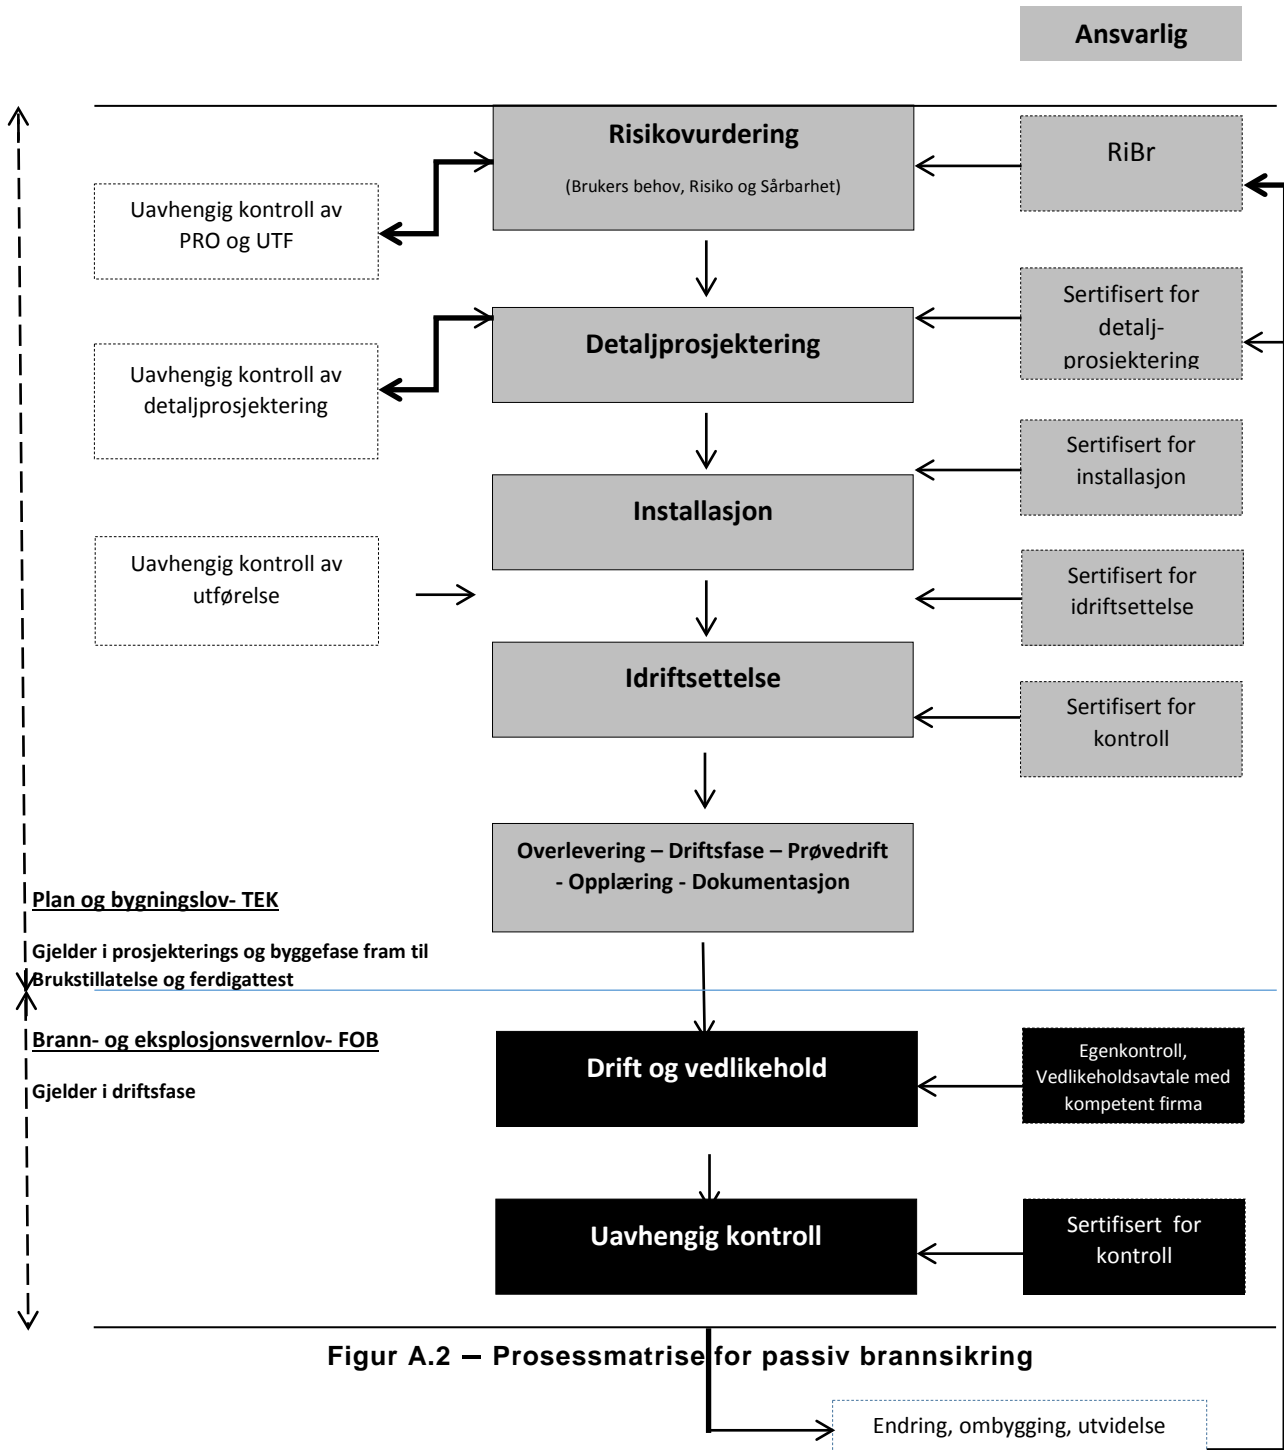 Ansvarlig
Risikovurdering
(Brukers behov, Risiko og Sårbarhet)
RiBr
Uavhengig kontroll av
PRO og UTF
Detaljprosjektering
Sertifisert for
detalj-
prosjektering
Uavhengig kontroll av
detaljprosjektering
Installasjon
Sertifisert for
installasjon
Uavhengig kontroll av
utførelse
Sertifisert for
idriftsettelse
Idriftsettelse
Sertifisert for
kontroll
Overlevering – Driftsfase – Prøvedrift
- Opplæring - Dokumentasjon
Plan og bygningslov- TEK
Gjelder i prosjekterings og byggefase fram til
Brukstillatelse og ferdigattest
Brann- og eksplosjonsvernlov- FOB
Gjelder i driftsfase
Drift og vedlikehold
Egenkontroll,
Vedlikeholdsavtale med
kompetent firma
Uavhengig kontroll
Sertifisert for
kontroll
Figur A.2 – Prosessmatrise for passiv brannsikring
Endring, ombygging, utvidelse